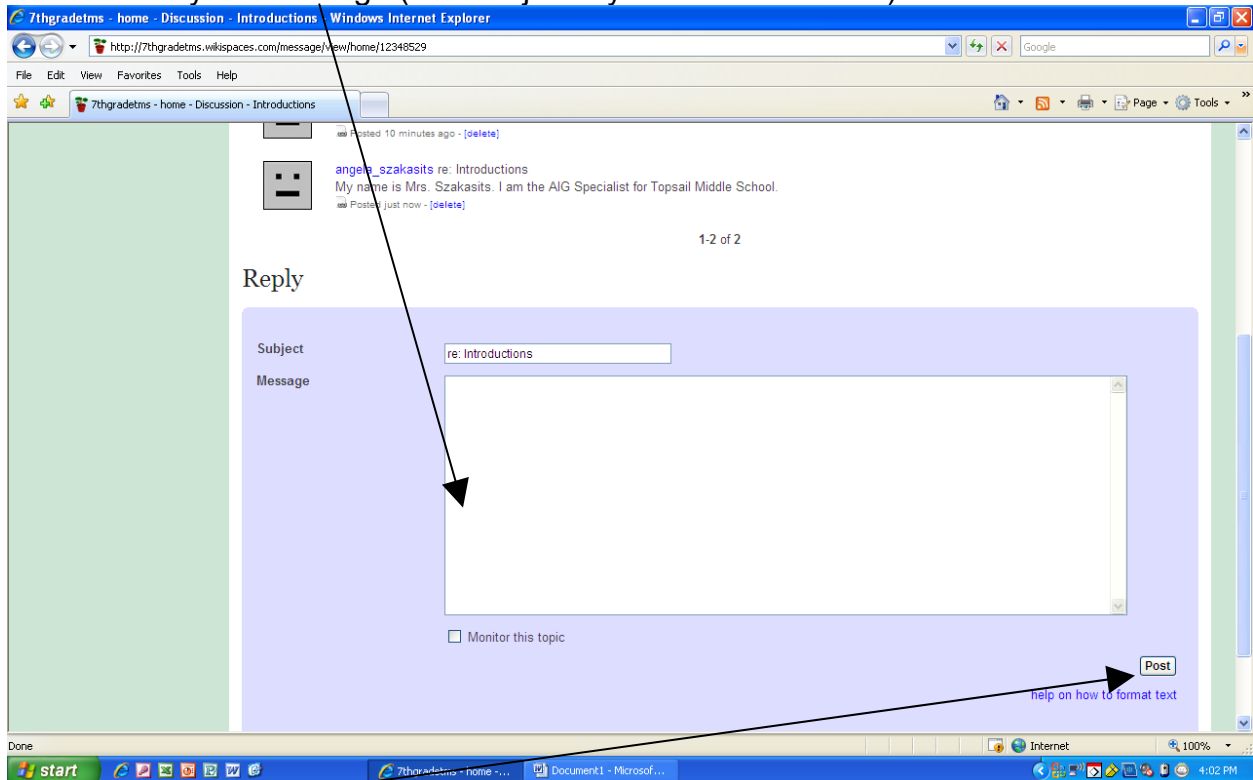 7thgradetms - home - Discussion - Introductions - Windows Internet Explorer
http://7thgradetms.wikispaces.com/message/view/home/12348529
Google
File Edit View Favorites Tools Help
7thgradetms - home - Discussion - Introductions
Page Tools
Posted 10 minutes ago - [delete]
angela_szakasits re: Introductions
My name is Mrs. Szakasits. I am the AIG Specialist for Topsail Middle School.
Posted just now - [delete]
1-2 of 2
Reply
Subject
re: Introductions
Message
Monitor this topic
Post
help on how to format text
Done
Internet
100%
start
7thgradetms - home -...
Document1 - Microsof...
4:02 PM